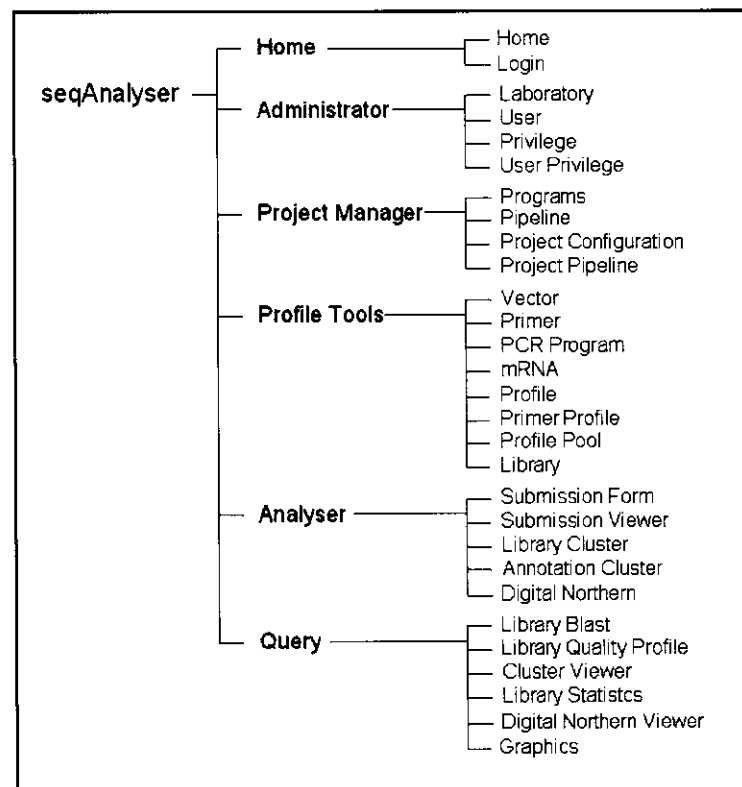 seqAnalyser
Home
Home
Login
Administrator
Laboratory
User
Privilege
User Privilege
Project Manager
Programs
Pipeline
Project Configuration
Project Pipeline
Profile Tools
Vector
Primer
PCR Program
mRNA
Profile
Primer Profile
Profile Pool
Library
Analyser
Submission Form
Submission Viewer
Library Cluster
Annotation Cluster
Digital Northern
Query
Library Blast
Library Quality Profile
Cluster Viewer
Library Statistcs
Digital Northern Viewer
Graphics